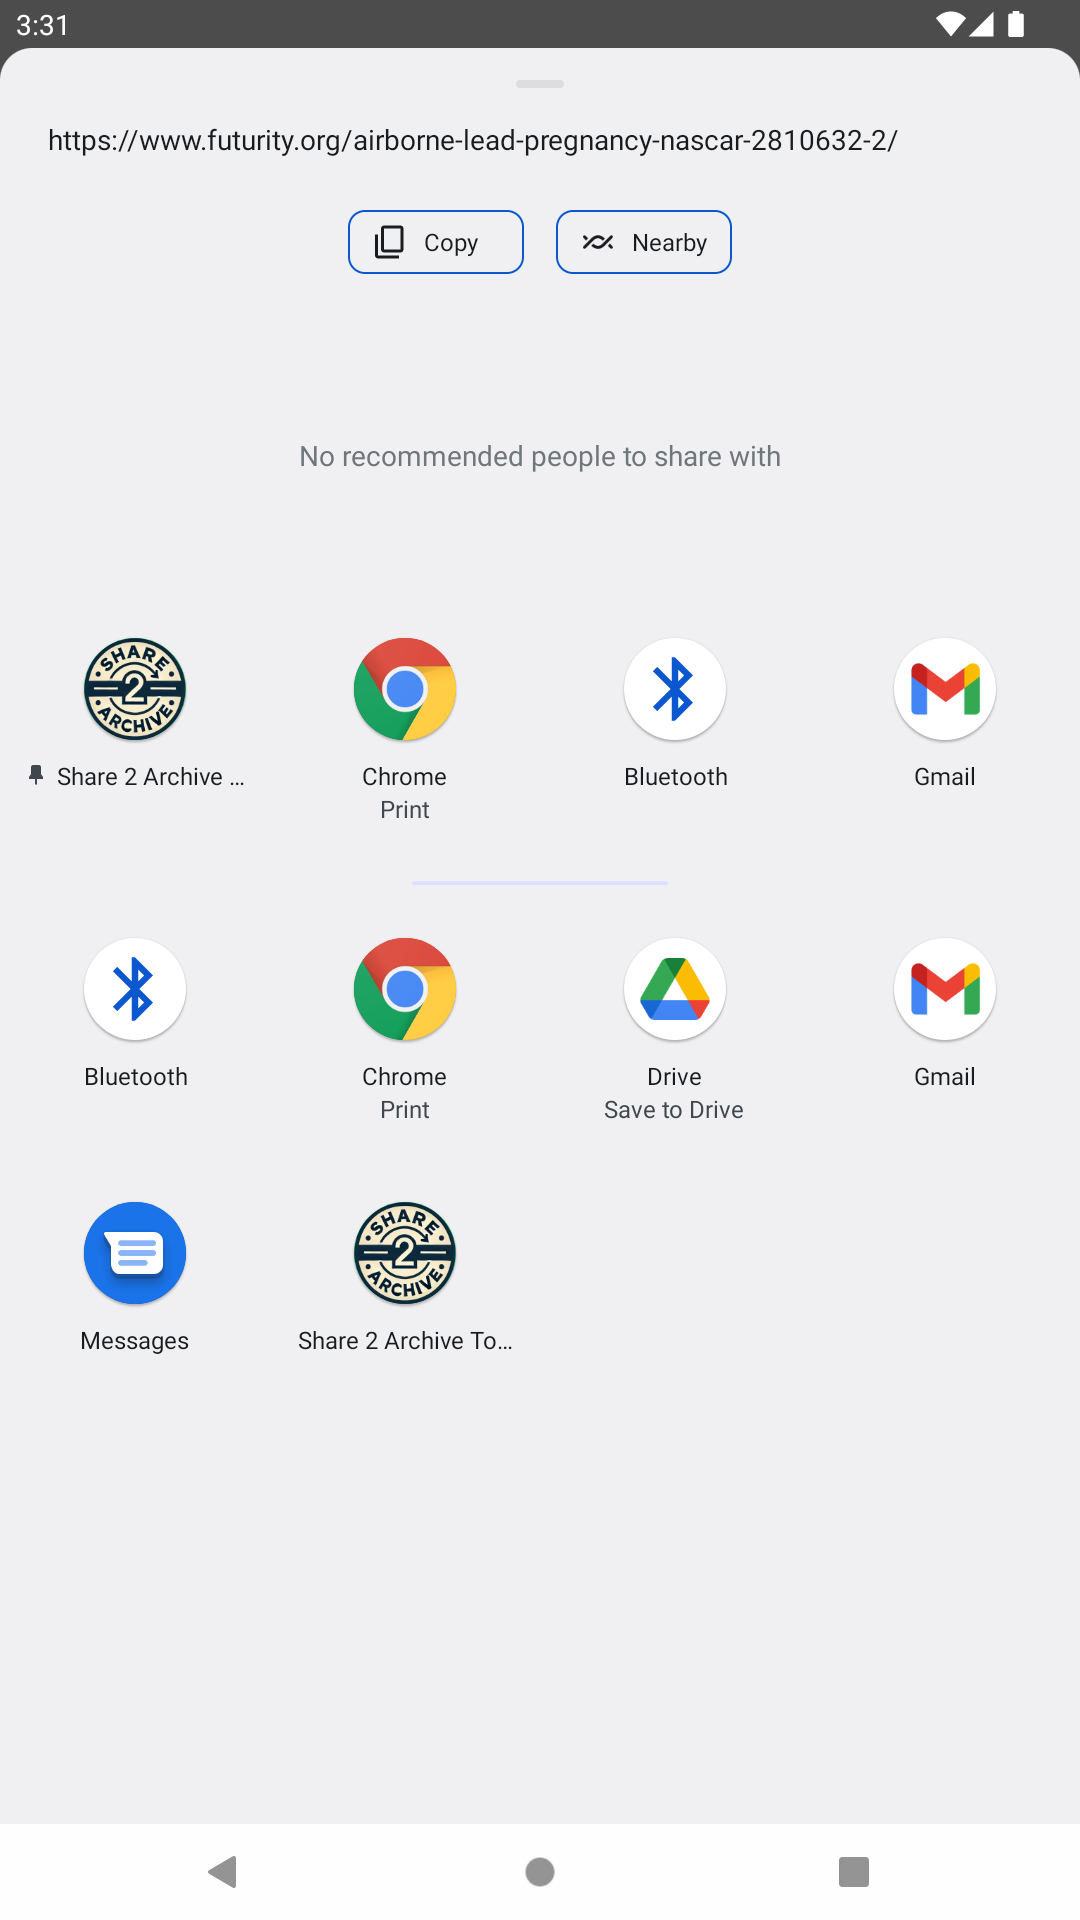 3:31
https://www.futurity.org/airborne-lead-pregnancy-nascar-2810632-2/
Copy
Nearby
No recommended people to share with
SHARE
2
ARCHIVE
Share 2 Archive ...
Chrome
Print
Bluetooth
Gmail
Bluetooth
Chrome
Print
Drive
Save to Drive
Gmail
Messages
SHARE
2
ARCHIVE
Share 2 Archive To...